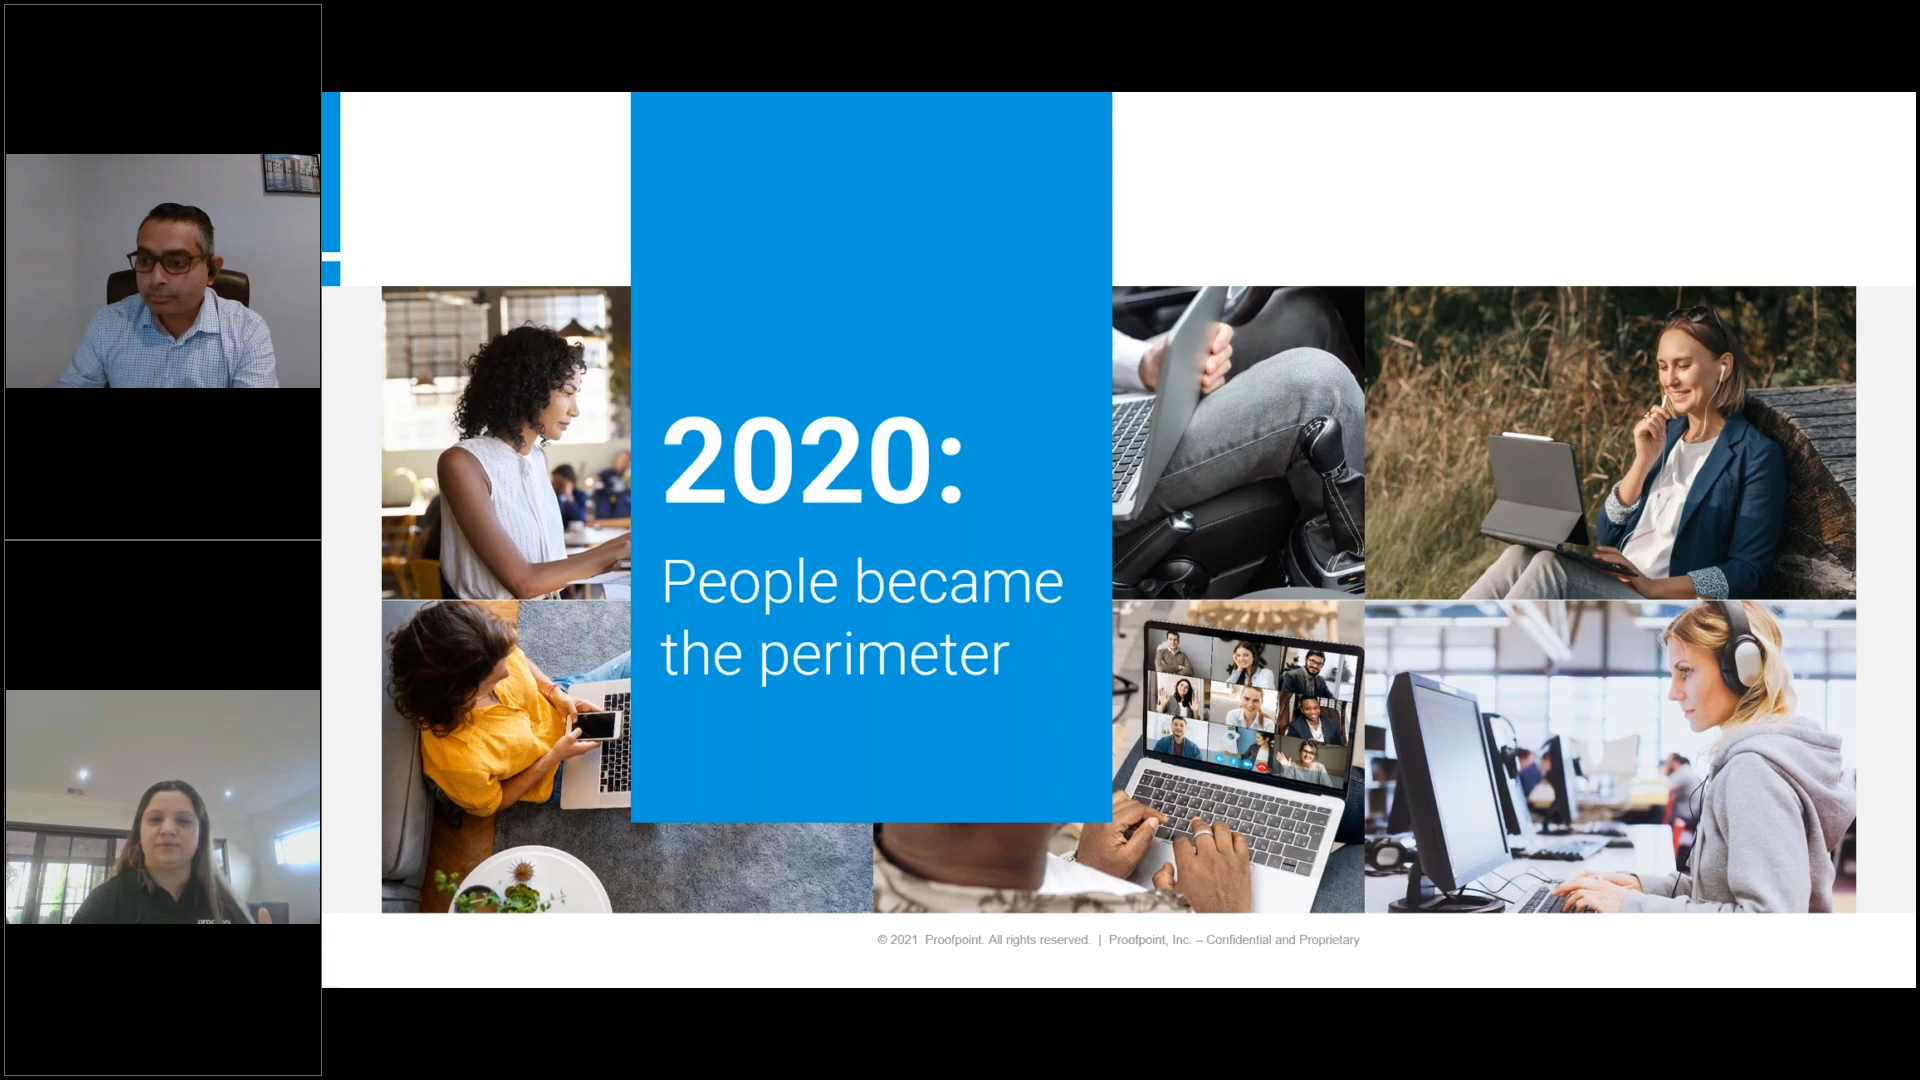 2020:
People became
the perimeter
© 2021 Proofpoint. All rights reserved. | Proofpoint, Inc. – Confidential and Proprietary